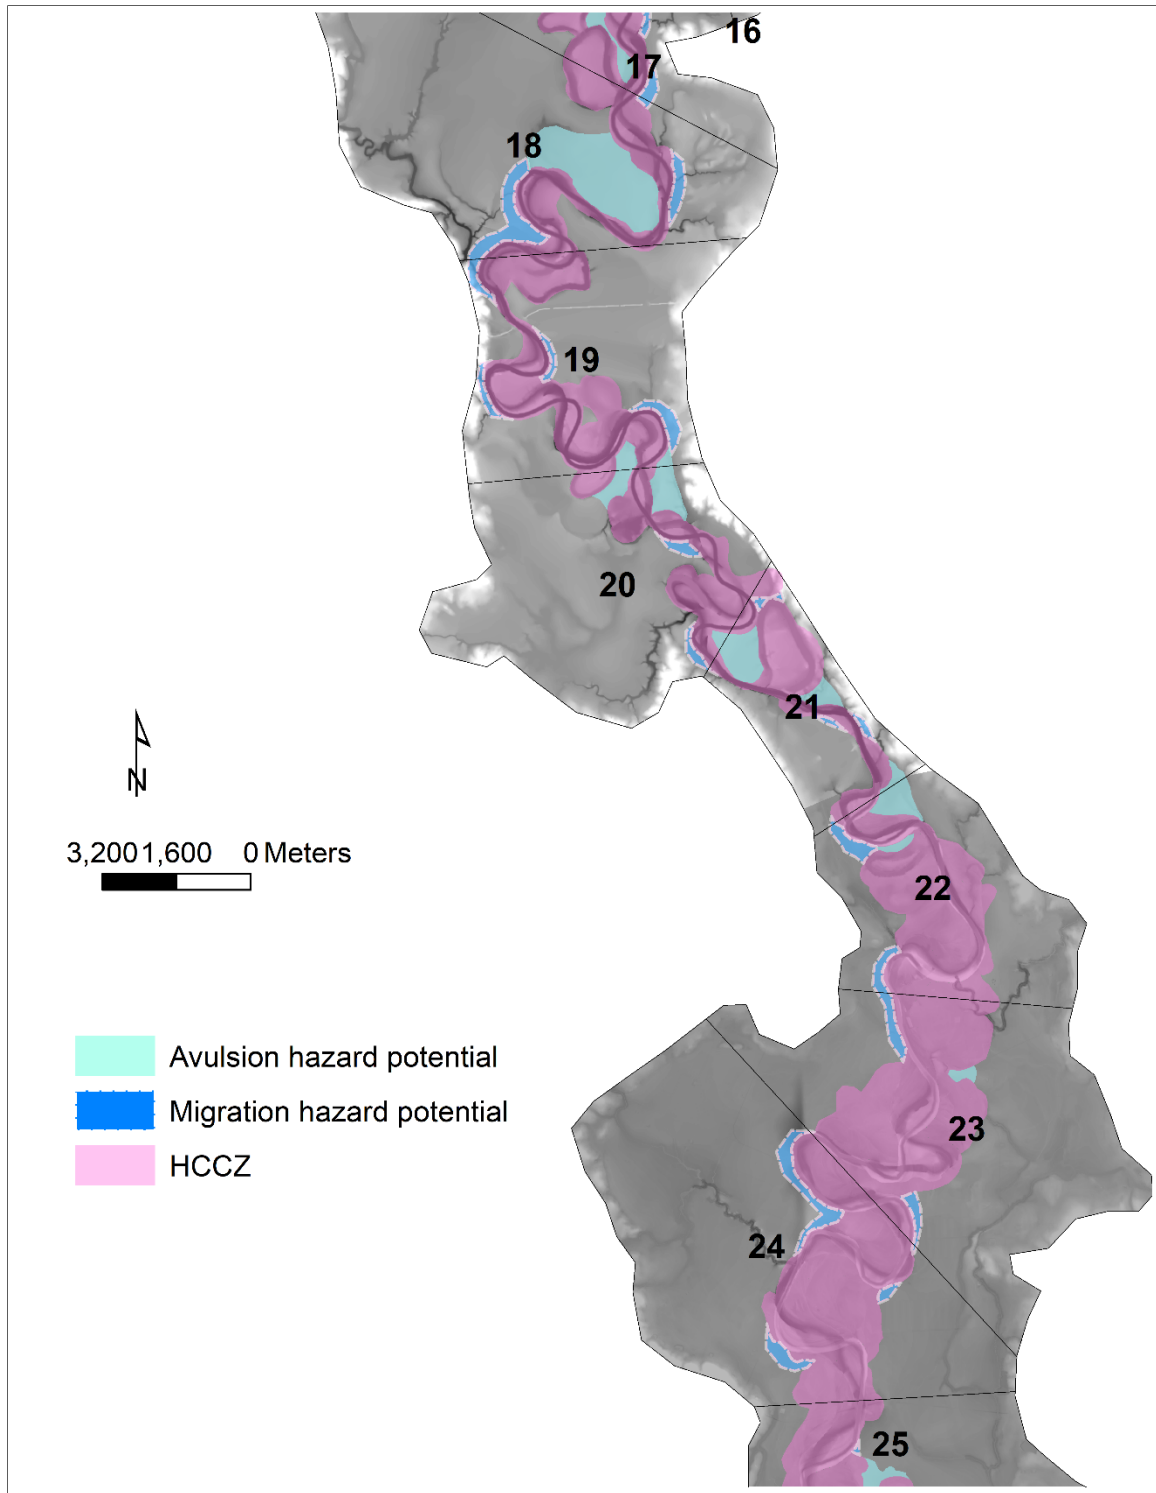 16
17
18
19
20
21
N
3,200 1,600 0 Meters
22
Avulsion hazard potential
Migration hazard potential
23
HCCZ
24
25